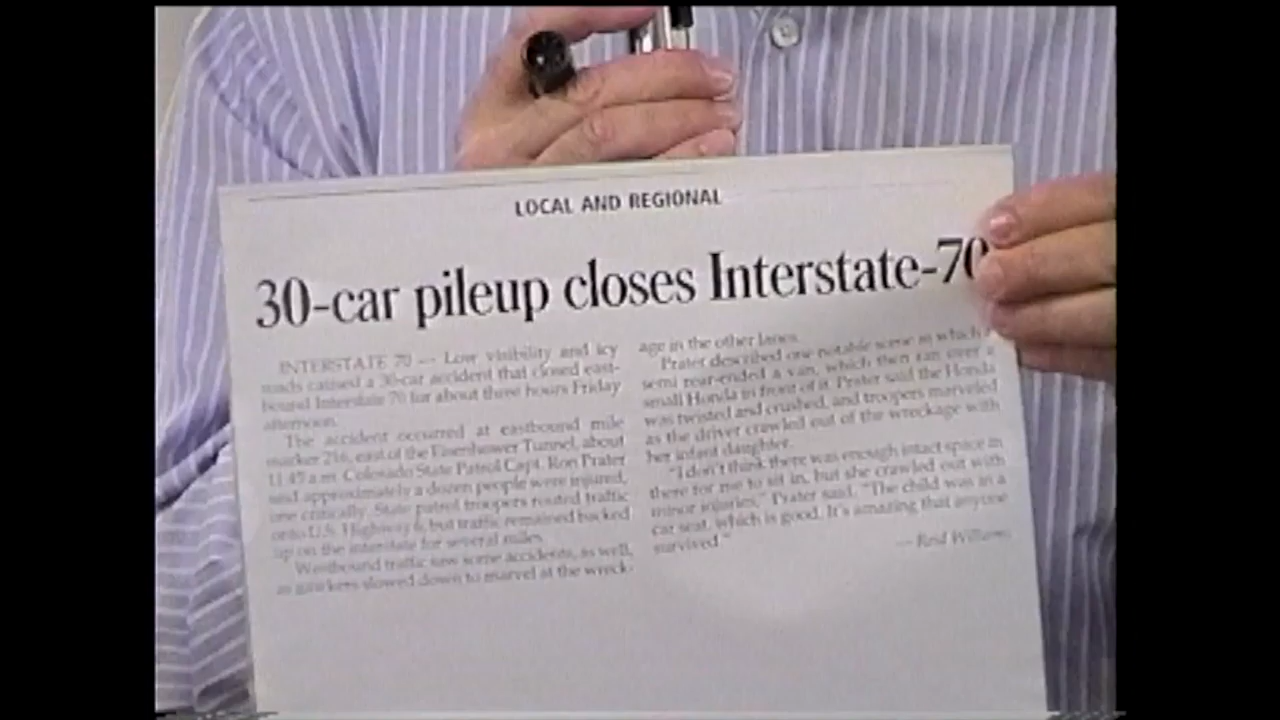 LOCAL AND REGIONAL
30-car pileup closes Interstate-70
INTERSTATE 70 — Low visibility and icy
roads caused a 30-car accident that closed east-
bound Interstate 70 for about three hours Friday
afternoon.
The accident occurred at eastbound mile
marker 216, east of the Eisenhower Tunnel, about
11:45 a.m. Colorado State Patrol Capt. Ron Prater
said approximately a dozen people were injured,
one critically. State patrol troopers routed traffic
onto U.S. Highway 6, but traffic remained backed
up on the interstate for several miles.
Westbound traffic saw some accidents, as well,
as gawkers slowed down to marvel at the wreck-
age in the other lanes.
Prater described one notable scene in which a
semi rear-ended a van, which then ran over a
small Honda in front of it. Prater said the Honda
was twisted and crushed, and troopers marveled
as the driver crawled out of the wreckage with
her infant daughter.
"I don't think there was enough intact space in
there for me to sit in, but she crawled out with
minor injuries," Prater said. "The child was in a
car seat, which is good. It's amazing that anyone
survived."
— Reid Williams